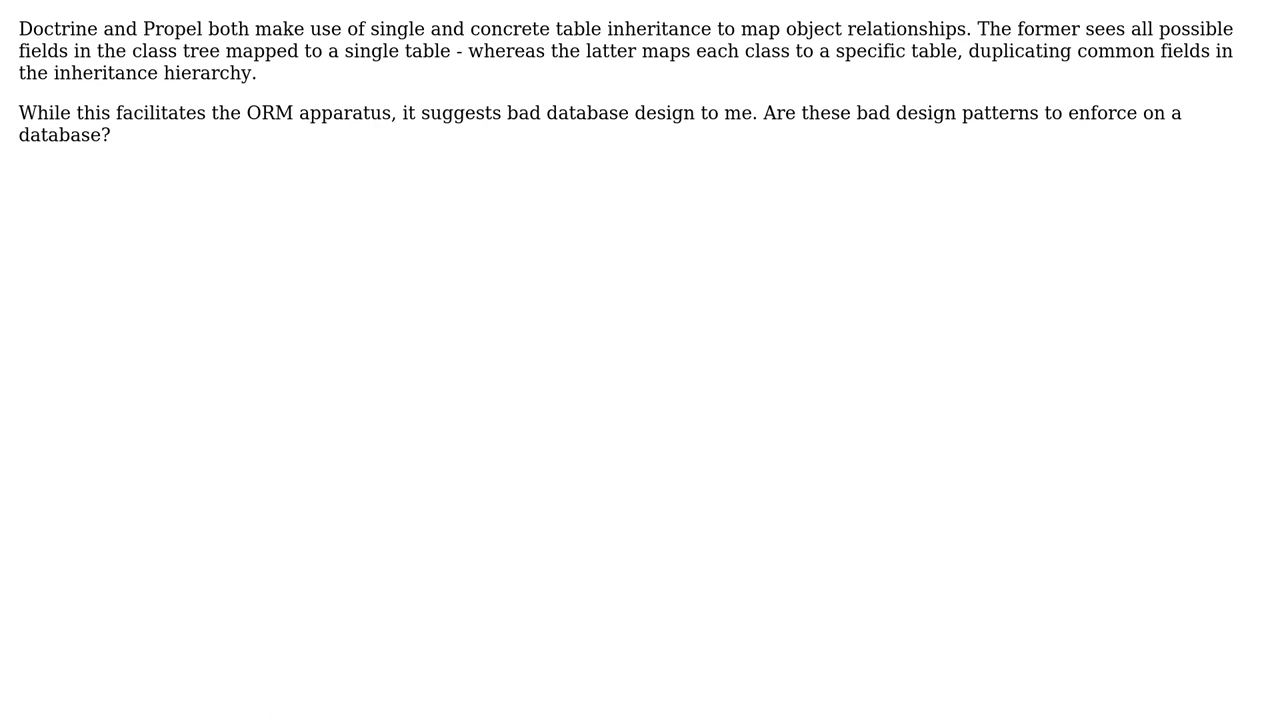 Doctrine and Propel both make use of single and concrete table inheritance to map object relationships. The former sees all possible
fields in the class tree mapped to a single table - whereas the latter maps each class to a specific table, duplicating common fields in
the inheritance hierarchy.
While this facilitates the ORM apparatus, it suggests bad database design to me. Are these bad design patterns to enforce on a
database?